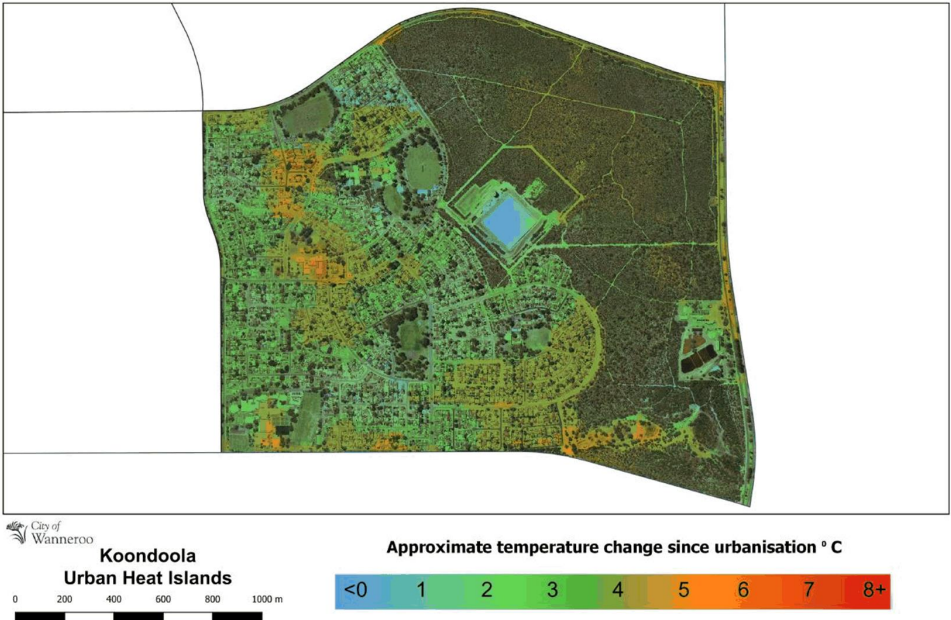 City of
Wanneroo
Koondoola
Urban Heat Islands
0 200 400 600 800 1000 m
Approximate temperature change since urbanisation ° C
<0 1 2 3 4 5 6 7 8+